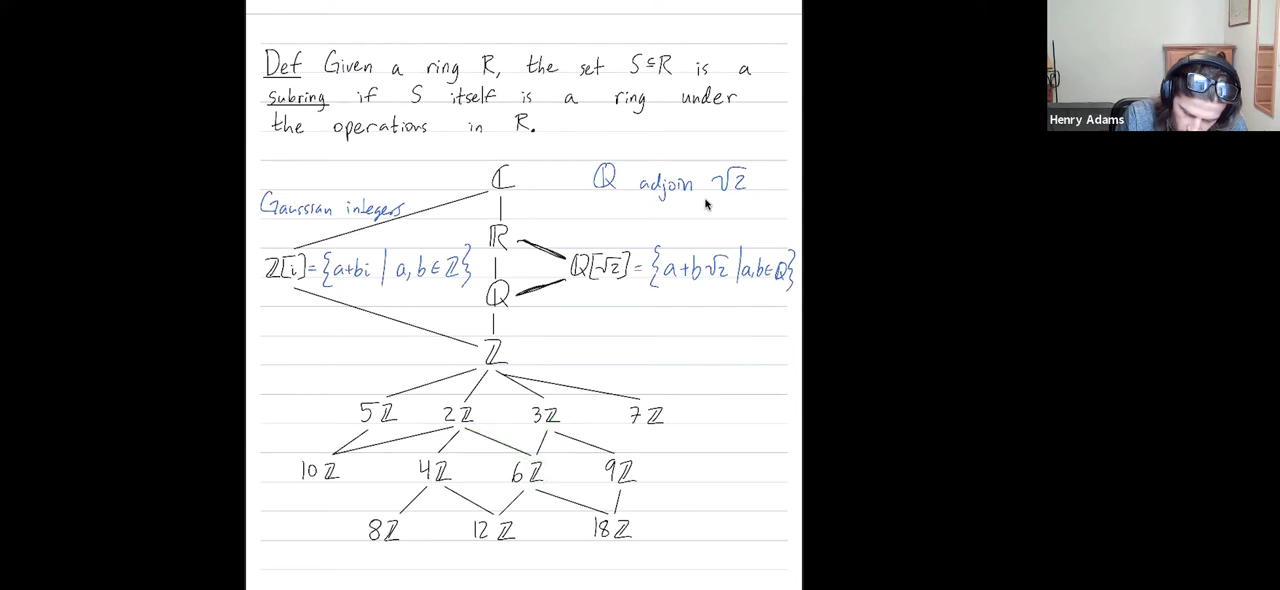 Def Given a ring R, the set S⊆R is a
subring if S itself is a ring under
the operations in R.
Henry Adams
ℂ
ℚ adjoin √2
Gaussian integers
ℝ
ℤ[i] = {a+bi | a, b ∈ ℤ}
ℚ[√2] = {a+b√2 | a,b∈ℚ}
ℚ
ℤ
5ℤ 2ℤ 3ℤ 7ℤ
10ℤ 4ℤ 6ℤ 9ℤ
8ℤ 12ℤ 18ℤ